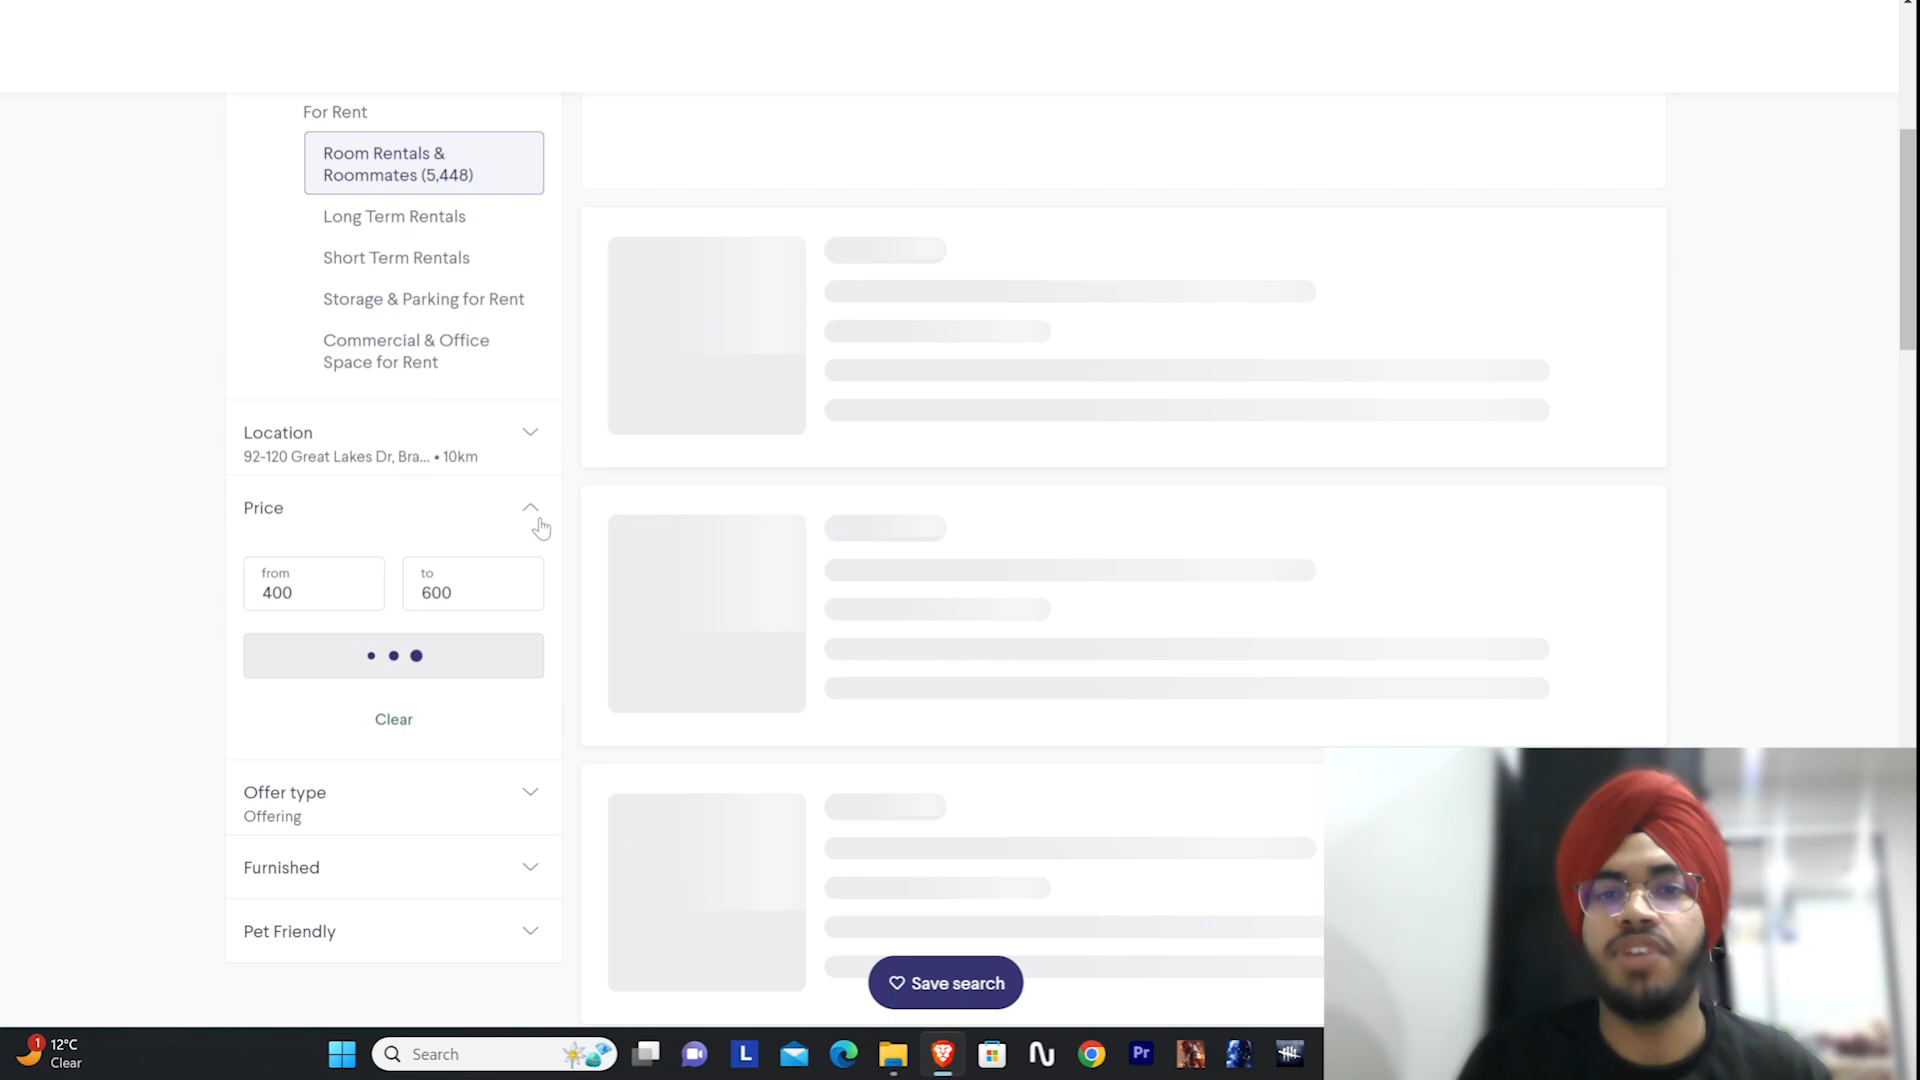 For Rent
Room Rentals &
Roommates (5,448)
Long Term Rentals
Short Term Rentals
Storage & Parking for Rent
Commercial & Office
Space for Rent
Location
92-120 Great Lakes Dr, Bra... • 10km
Price
from
400
to
600
Clear
Offer type
Offering
Furnished
Pet Friendly
Save search
1
12°C
Clear
Search
L
Pr